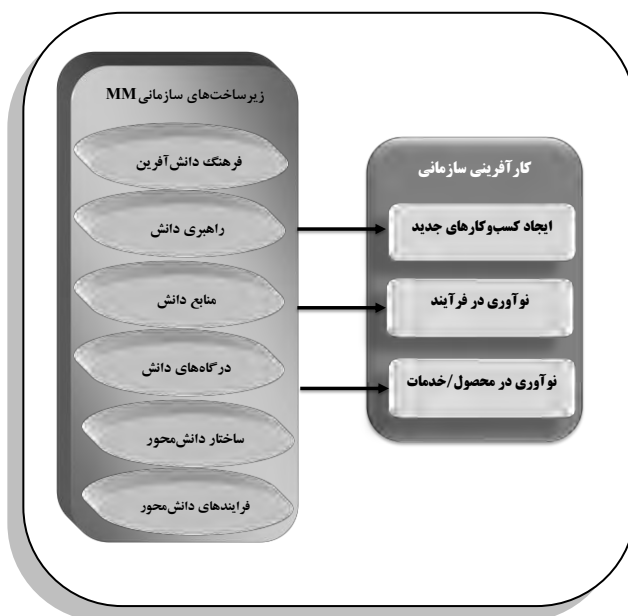 زیرساخت‌های سازمانی MM
فرهنگ دانش‌آفرین
راهبری دانش
منابع دانش
درگاه‌های دانش
ساختار دانش‌محور
فرایندهای دانش‌محور
کارآفرینی سازمانی
ایجاد کسب‌وکارهای جدید
نوآوری در فرآیند
نوآوری در محصول/خدمات